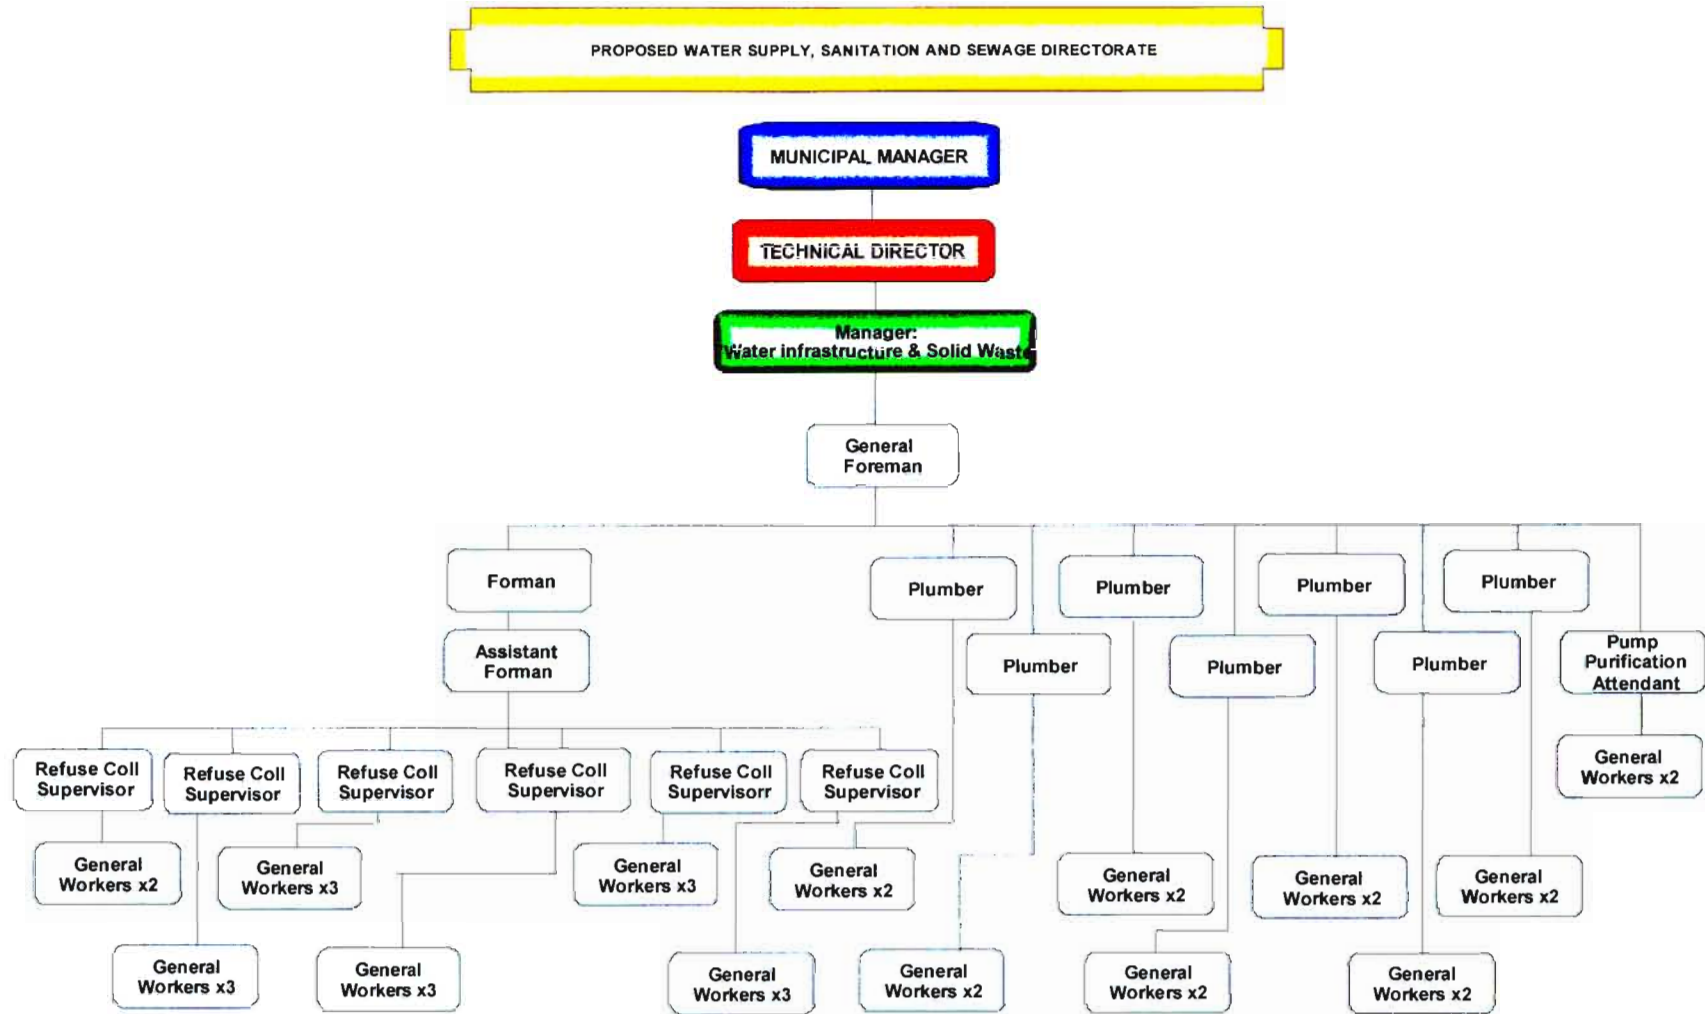 PROPOSED WATER SUPPLY, SANITATION AND SEWAGE DIRECTORATE
MUNICIPAL MANAGER
TECHNICAL DIRECTOR
Manager:
Water infrastructure & Solid Waste
General
Foreman
Forman
Plumber
Plumber
Plumber
Plumber
Assistant
Forman
Plumber
Plumber
Plumber
Pump
Purification
Attendant
Refuse Coll
Supervisor
Refuse Coll
Supervisor
Refuse Coll
Supervisor
Refuse Coll
Supervisor
Refuse Coll
Supervisorr
Refuse Coll
Supervisor
General
Workers x2
General
Workers x2
General
Workers x3
General
Workers x3
General
Workers x2
General
Workers x2
General
Workers x2
General
Workers x2
General
Workers x3
General
Workers x3
General
Workers x3
General
Workers x2
General
Workers x2
General
Workers x2